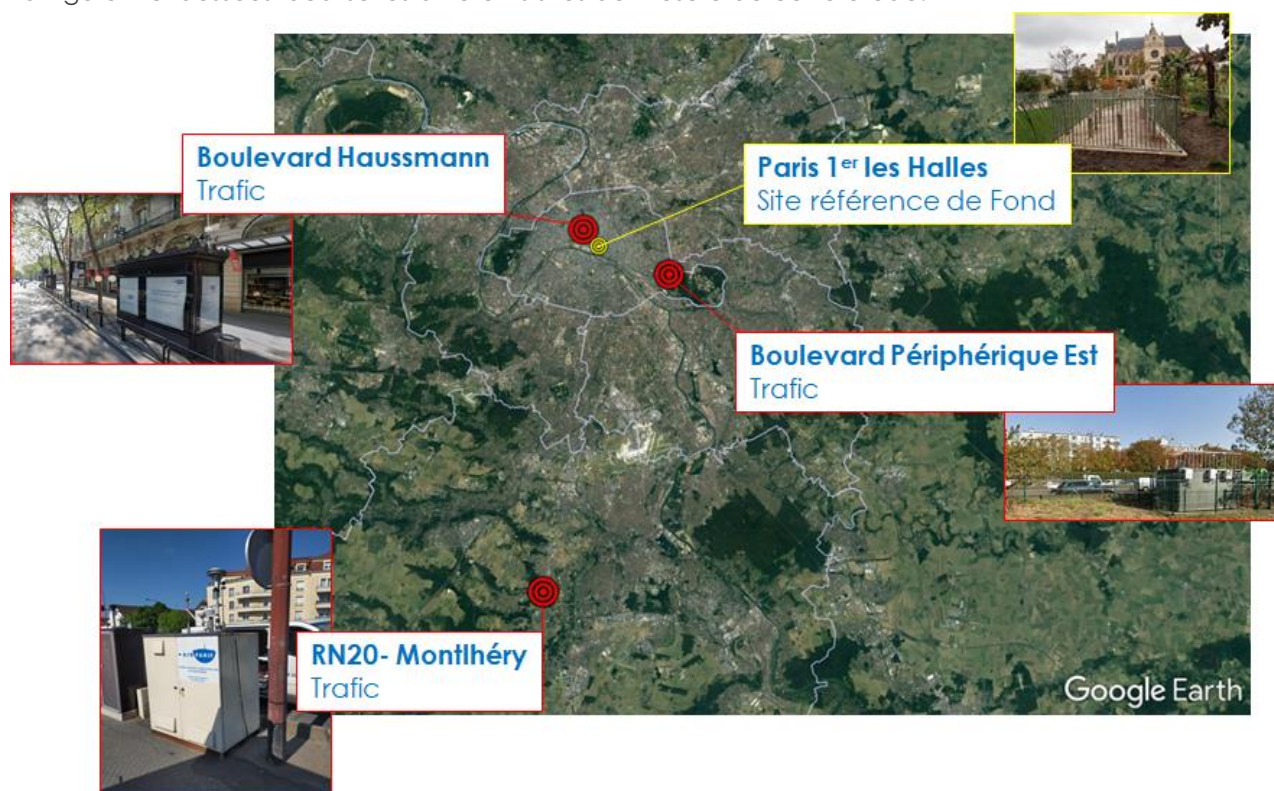 Boulevard Haussmann
Trafic
Paris 1er les Halles
Site référence de Fond
Boulevard Périphérique Est
Trafic
RN20- Montlhéry
Trafic
AIRPARIF
Google Earth